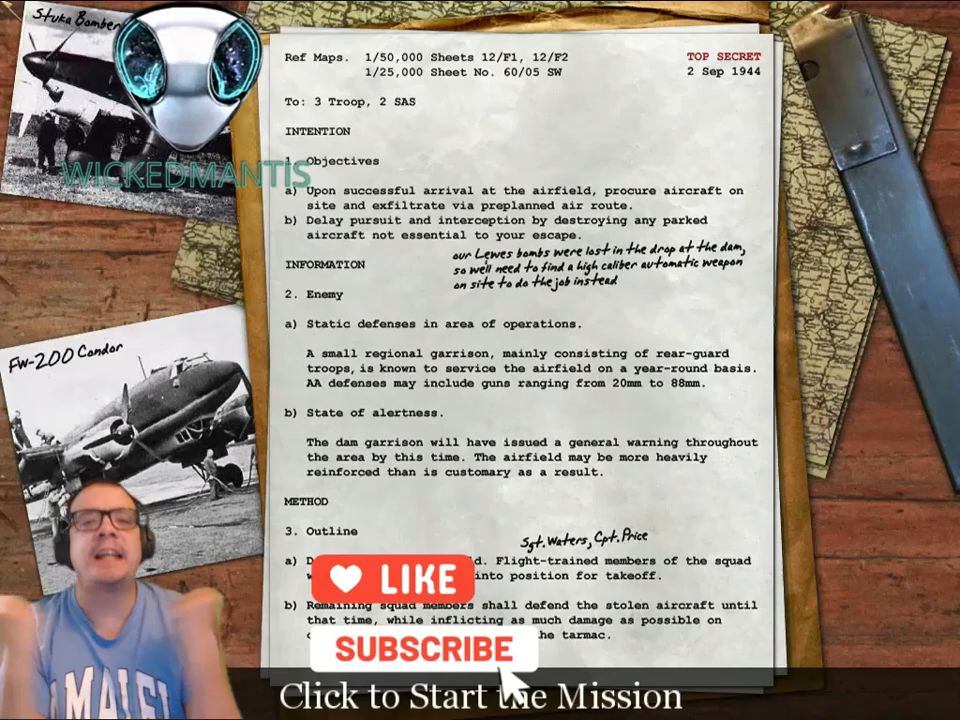 Stuka Bomber
WICKEDMANTIS
FW-200 Condor
Ref Maps. 1/50,000 Sheets 12/F1, 12/F2
1/25,000 Sheet No. 60/05 SW
TOP SECRET
2 Sep 1944
To: 3 Troop, 2 SAS
INTENTION
1. Objectives
a) Upon successful arrival at the airfield, procure aircraft on
site and exfiltrate via preplanned air route.
b) Delay pursuit and interception by destroying any parked
aircraft not essential to your escape.
our Lewes bombs were lost in the drop at the dam,
so we'll need to find a high caliber automatic weapon
on site to do the job instead
INFORMATION
2. Enemy
a) Static defenses in area of operations.
A small regional garrison, mainly consisting of rear-guard
troops, is known to service the airfield on a year-round basis.
AA defenses may include guns ranging from 20mm to 88mm.
b) State of alertness.
The dam garrison will have issued a general warning throughout
the area by this time. The airfield may be more heavily
reinforced than is customary as a result.
METHOD
3. Outline
Sgt. Waters, Cpt. Price
a) Flight-trained members of the squad
into position for takeoff.
b) Remaining squad members shall defend the stolen aircraft until
that time, while inflicting as much damage as possible on
the tarmac.
LIKE
SUBSCRIBE
Click to Start the Mission